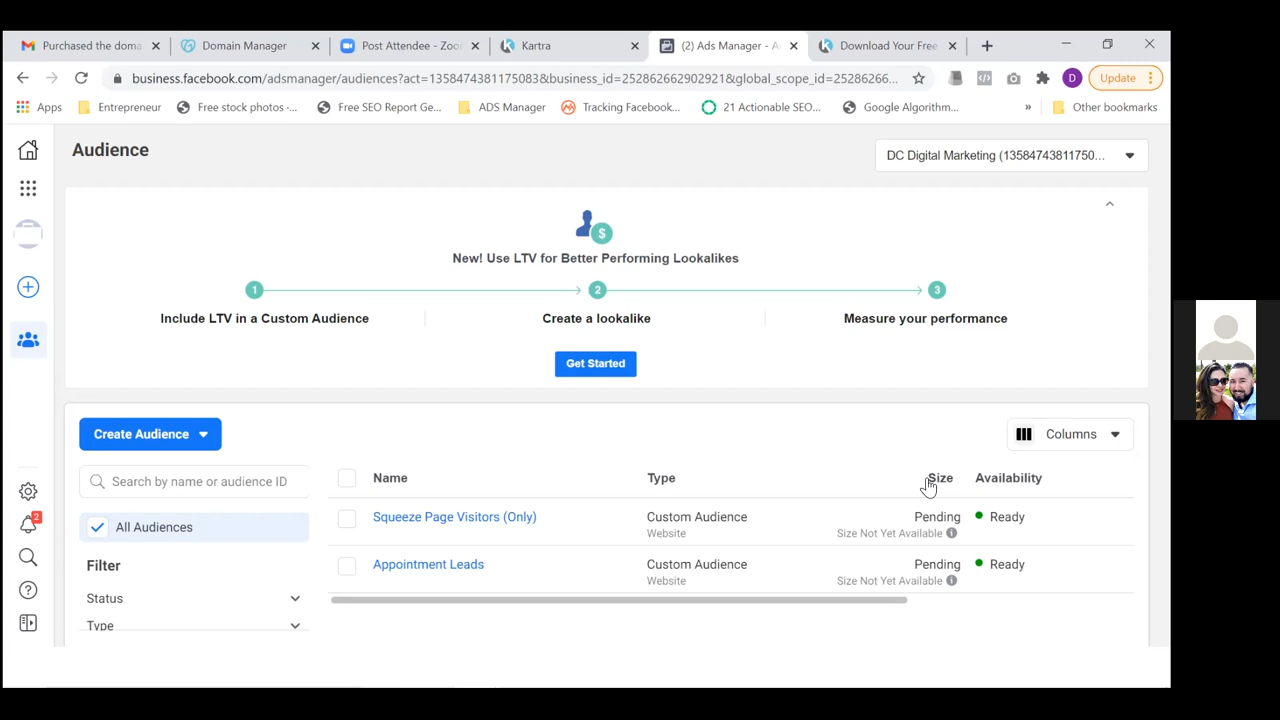 Purchased the doma
Domain Manager
Post Attendee - Zoo
Kartra
(2) Ads Manager - A
Download Your Free
business.facebook.com/adsmanager/audiences?act=1358474381175083&business_id=252862662902921&global_scope_id=25286266...
D
Update
Apps
Entrepreneur
Free stock photos -...
Free SEO Report Ge...
ADS Manager
Tracking Facebook...
21 Actionable SEO...
Google Algorithm...
»
Other bookmarks
Audience
DC Digital Marketing (13584743811750...
$
New! Use LTV for Better Performing Lookalikes
1
2
3
Include LTV in a Custom Audience
Create a lookalike
Measure your performance
Get Started
Create Audience
Columns
Search by name or audience ID
Name
Type
Size
Availability
All Audiences
Squeeze Page Visitors (Only)
Custom Audience
Pending
Ready
Website
Size Not Yet Available
Filter
Appointment Leads
Custom Audience
Pending
Ready
Website
Size Not Yet Available
Status
Type
2